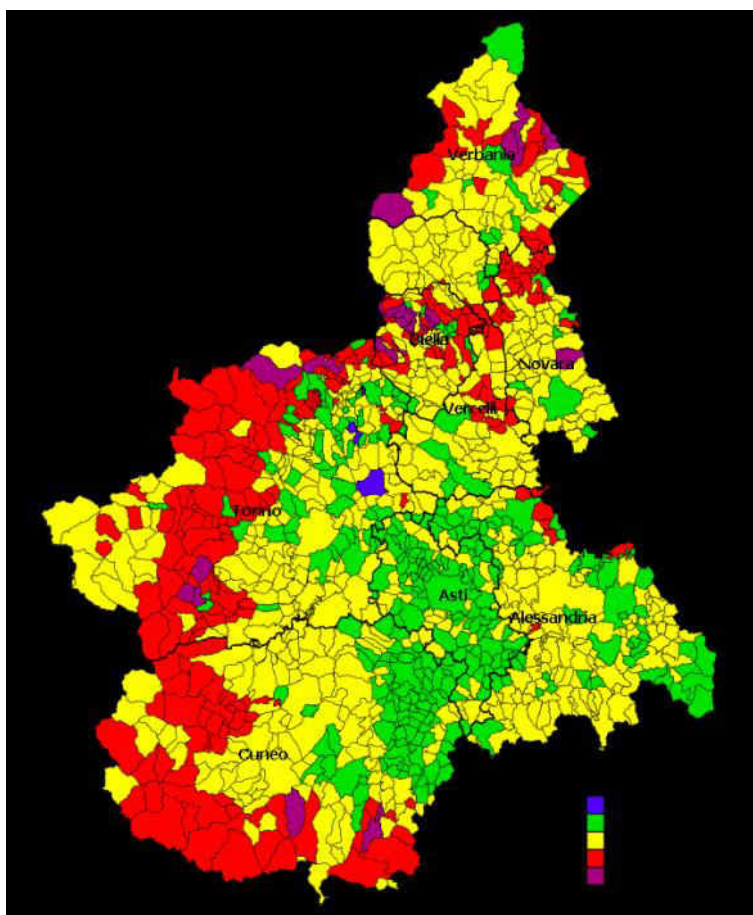 Verbania
Biella
Novara
Vercelli
Torino
Asti
Alessandria
Cuneo